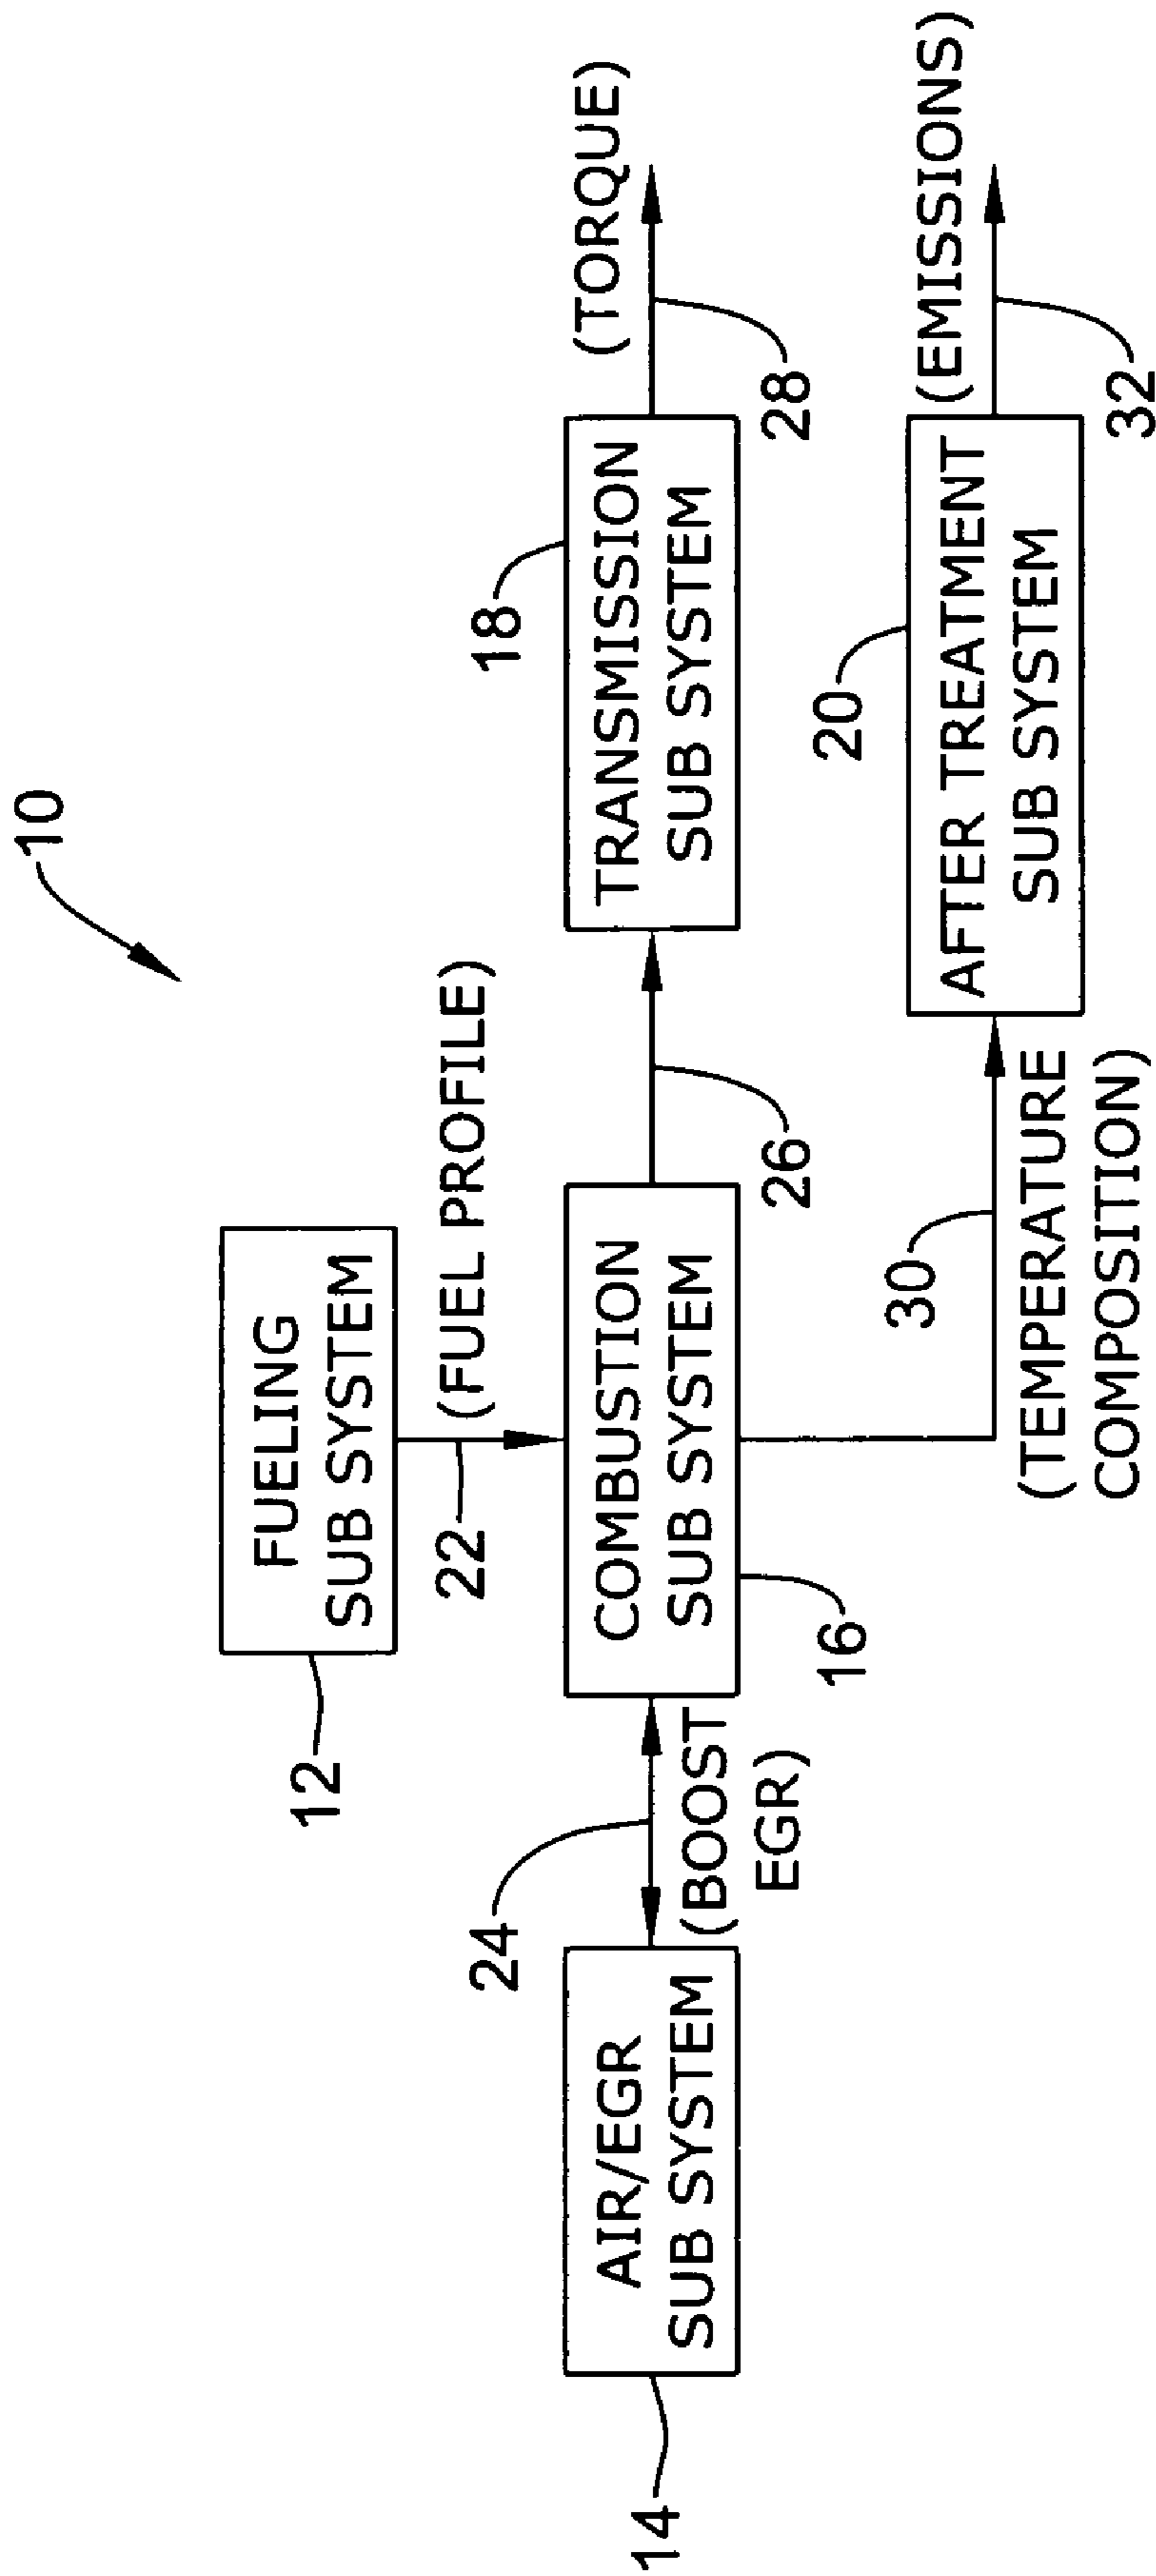 10
12
FUELING
SUB SYSTEM
22
(FUEL PROFILE)
24
18
(TORQUE)
14
AIR/EGR
SUB SYSTEM
(BOOST
EGR)
COMBUSTION
SUB SYSTEM
16
26
TRANSMISSION
SUB SYSTEM
28
30
(TEMPERATURE
COMPOSITION)
20
AFTER TREATMENT
SUB SYSTEM
(EMISSIONS)
32